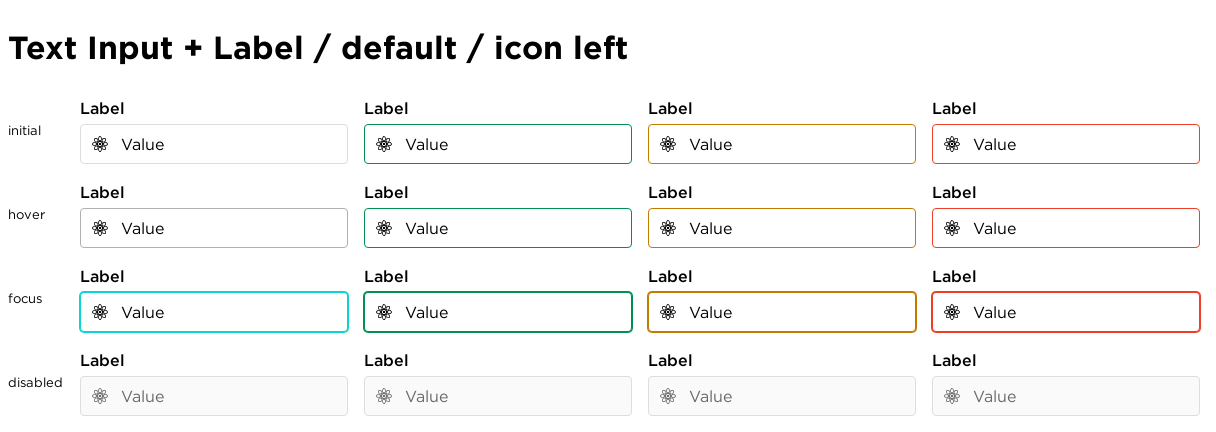 Text Input + Label / default / icon left
Label Label Label Label
initial
Value Value Value Value
Label Label Label Label
hover
Value Value Value Value
Label Label Label Label
focus
Value Value Value Value
Label Label Label Label
disabled
Value Value Value Value